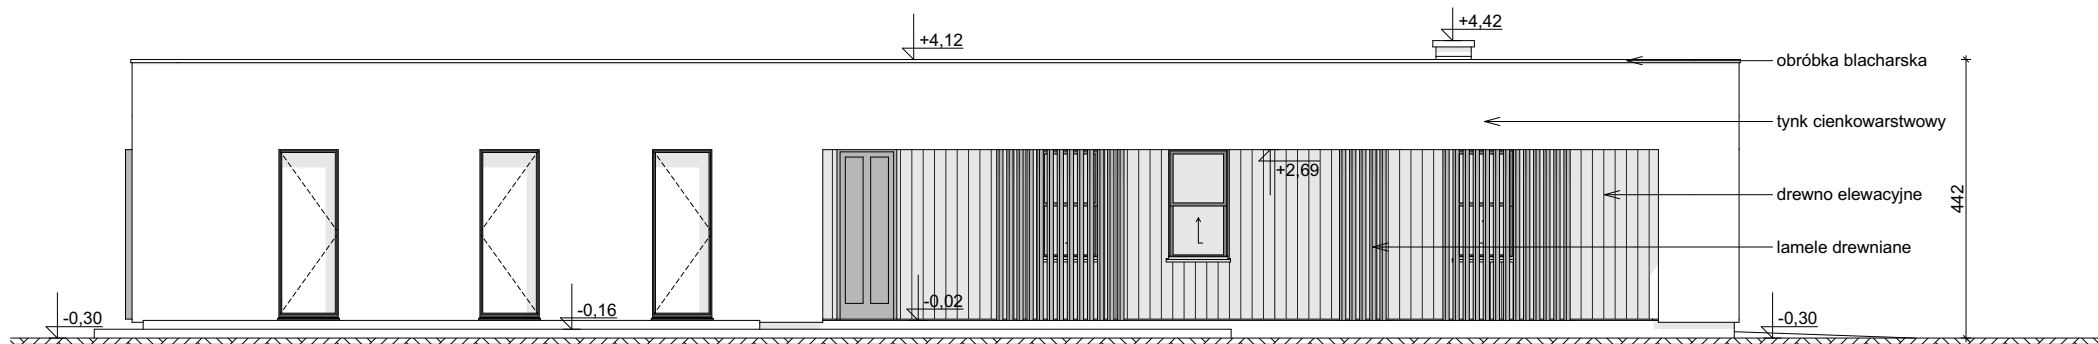 +4,12
+4,42
obróbka blacharska
tynk cienkowarstwowy
+2,69
drewno elewacyjne
442
lamele drewniane
-0,02
-0,30
-0,16
-0,30